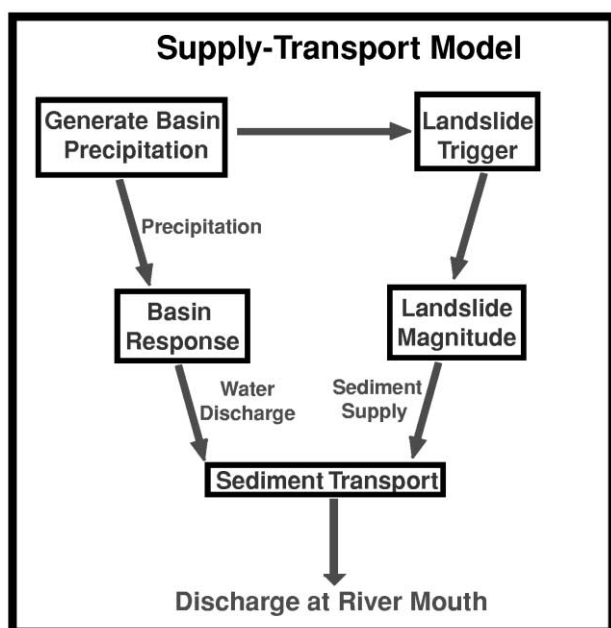 Supply-Transport Model
Generate Basin
Precipitation
Landslide
Trigger
Precipitation
Basin
Response
Landslide
Magnitude
Water
Discharge
Sediment
Supply
Sediment Transport
Discharge at River Mouth